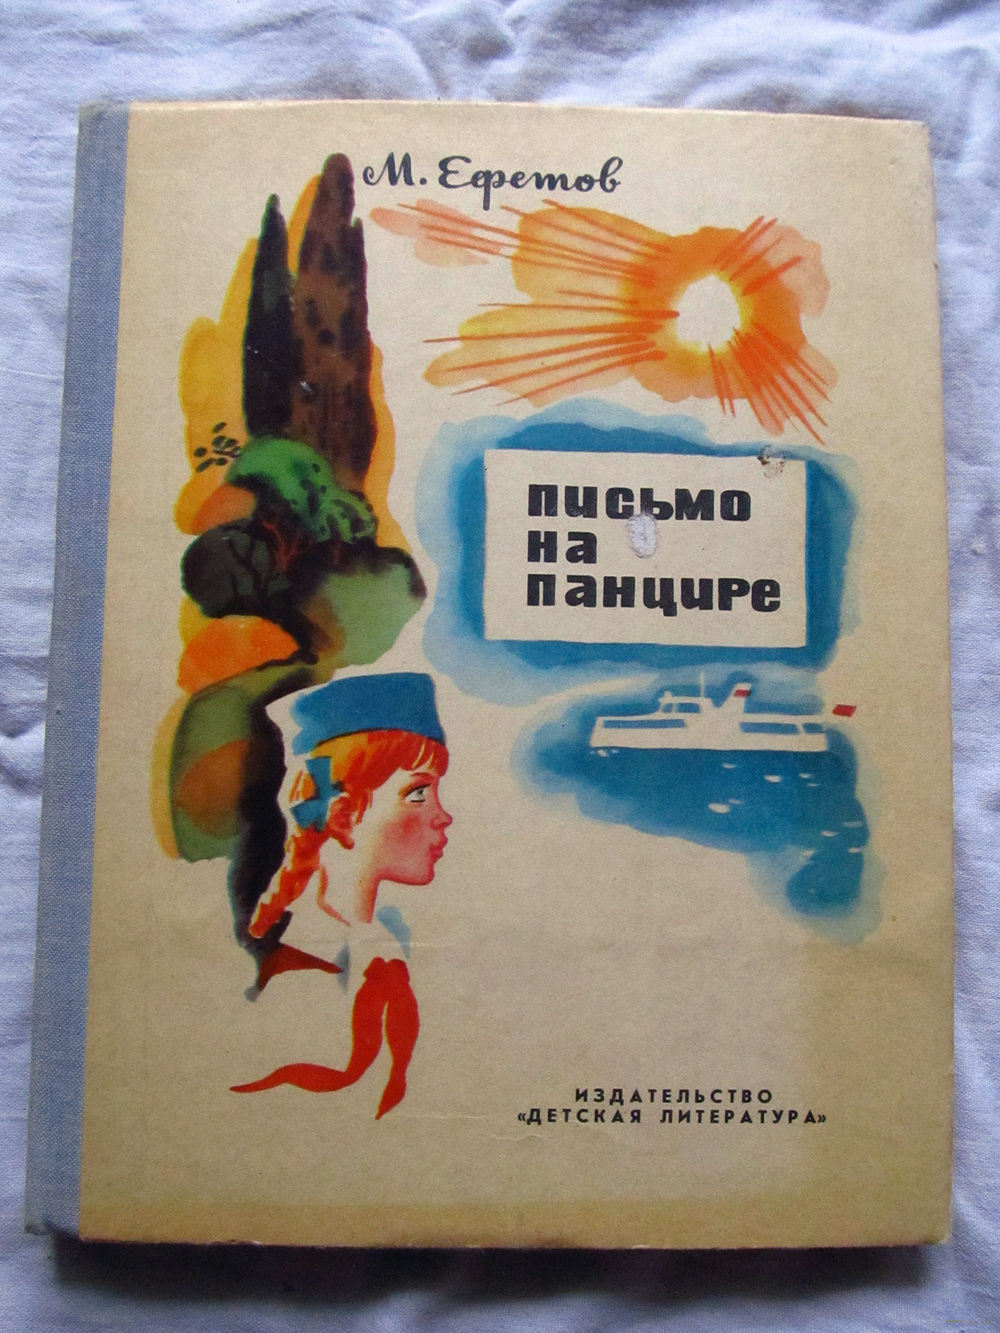 М. Ефетов
письмо
на
панцире
ИЗДАТЕЛЬСТВО
«ДЕТСКАЯ ЛИТЕРАТУРА»